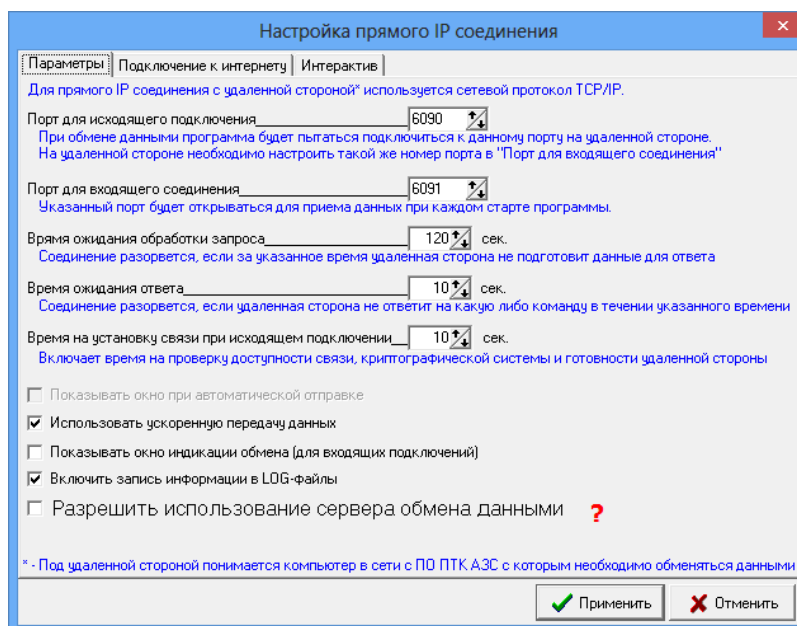 Настройка прямого IP соединения
Параметры Подключение к интернету Интерактив
Для прямого IP соединения с удаленной стороной* используется сетевой протокол TCP/IP.
Порт для исходящего подключения 6090
При обмене данными программа будет пытаться подключиться к данному порту на удаленной стороне.
На удаленной стороне необходимо настроить такой же номер порта в "Порт для входящего соединения"
Порт для входящего соединения 6091
Указанный порт будет открываться для приема данных при каждом старте программы.
Врямя ожидания обработки запроса 120 сек.
Соединение разорвется, если за указанное время удаленная сторона не подготовит данные для ответа
Время ожидания ответа 10 сек.
Соединение разорвется, если удаленная сторона не ответит на какую либо команду в течении указанного времени
Время на установку связи при исходящем подключении 10 сек.
Включает время на проверку доступности связи, криптографической системы и готовности удаленной стороны
Показывать окно при автоматической отправке
Использовать ускоренную передачу данных
Показывать окно индикации обмена (для входящих подключений)
Включить запись информации в LOG-файлы
Разрешить использование сервера обмена данными ?
* - Под удаленной стороной понимается компьютер в сети с ПО ПТК АЗС с которым необходимо обменяться данными
Применить Отменить